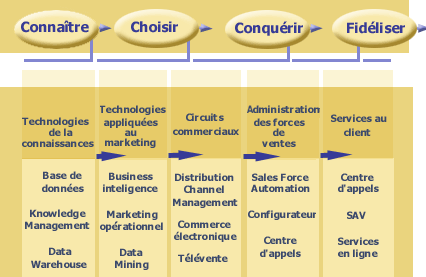 Connaître
Choisir
Conquérir
Fidéliser
Technologies
de la
connaissances
Technologies
appliquées
au
marketing
Circuits
commerciaux
Administration
des forces
de
ventes
Services au
client
Base de
données
Knowledge
Management
Data
Warehouse
Business
inteligence
Marketing
opérationnel
Data
Mining
Distribution
Channel
Management
Commerce
électronique
Télévente
Sales Force
Automation
Configurateur
Centre
d'appels
Centre
d'appels
SAV
Services
en ligne